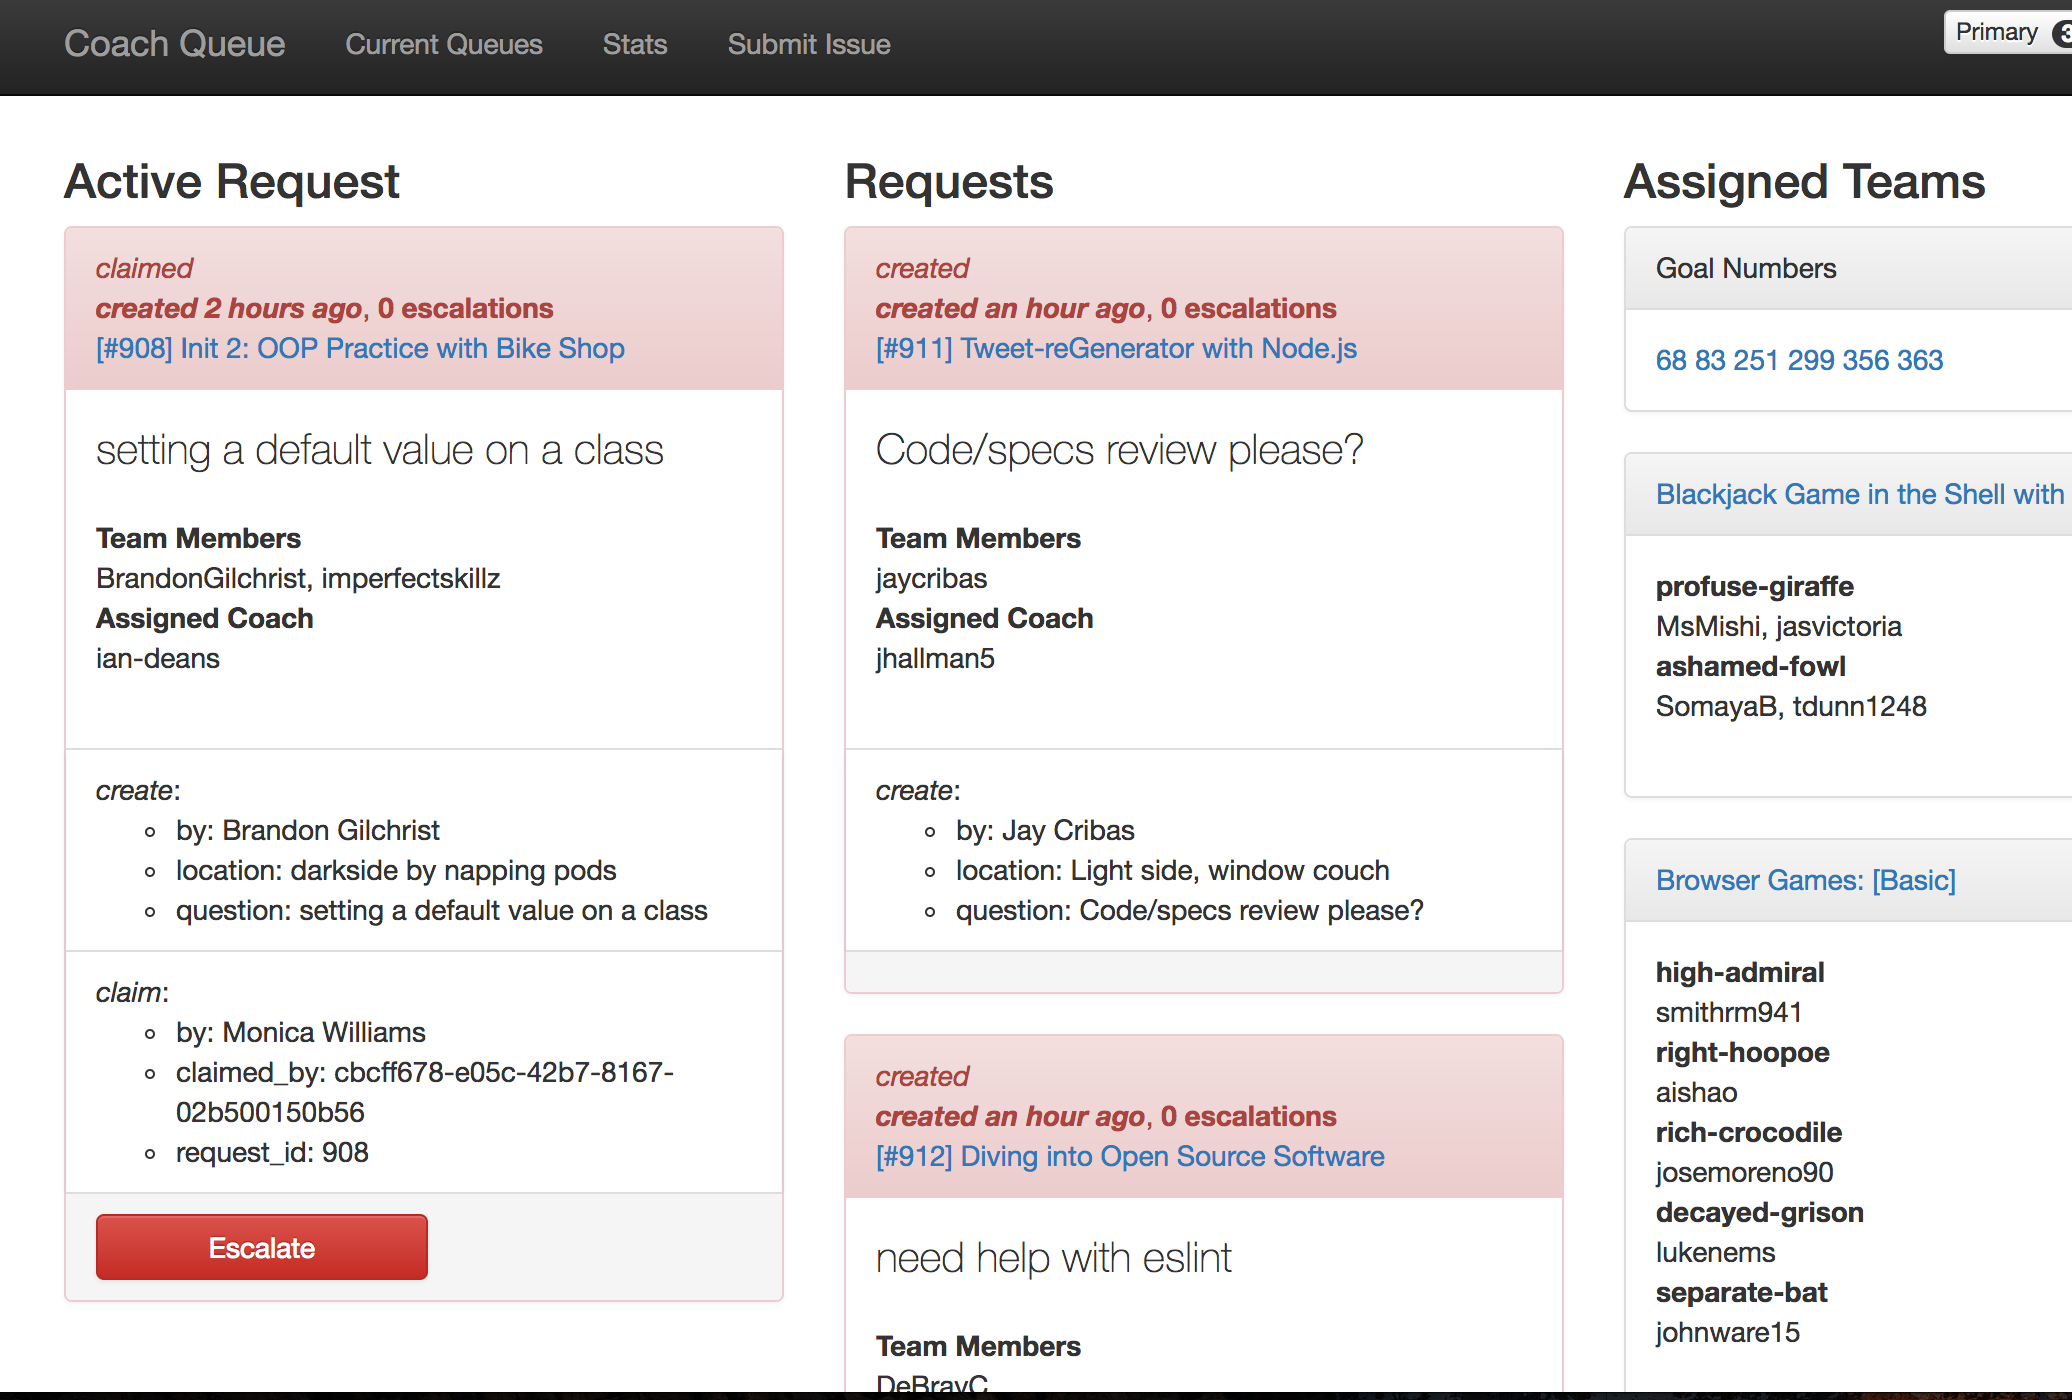 Coach Queue Current Queues Stats Submit Issue Primary
Active Request
claimed
created 2 hours ago, 0 escalations
[#908] Init 2: OOP Practice with Bike Shop
setting a default value on a class
Team Members
BrandonGilchrist, imperfectskillz
Assigned Coach
ian-deans
create:
by: Brandon Gilchrist
location: darkside by napping pods
question: setting a default value on a class
claim:
by: Monica Williams
claimed_by: cbcff678-e05c-42b7-8167-
02b500150b56
request_id: 908
Escalate
Requests
created
created an hour ago, 0 escalations
[#911] Tweet-reGenerator with Node.js
Code/specs review please?
Team Members
jaycribas
Assigned Coach
jhallman5
create:
by: Jay Cribas
location: Light side, window couch
question: Code/specs review please?
created
created an hour ago, 0 escalations
[#912] Diving into Open Source Software
need help with eslint
Team Members
DeBrayC
Assigned Teams
Goal Numbers
68 83 251 299 356 363
Blackjack Game in the Shell with
profuse-giraffe
MsMishi, jasvictoria
ashamed-fowl
SomayaB, tdunn1248
Browser Games: [Basic]
high-admiral
smithrm941
right-hoopoe
aishao
rich-crocodile
josemoreno90
decayed-grison
lukenems
separate-bat
johnware15